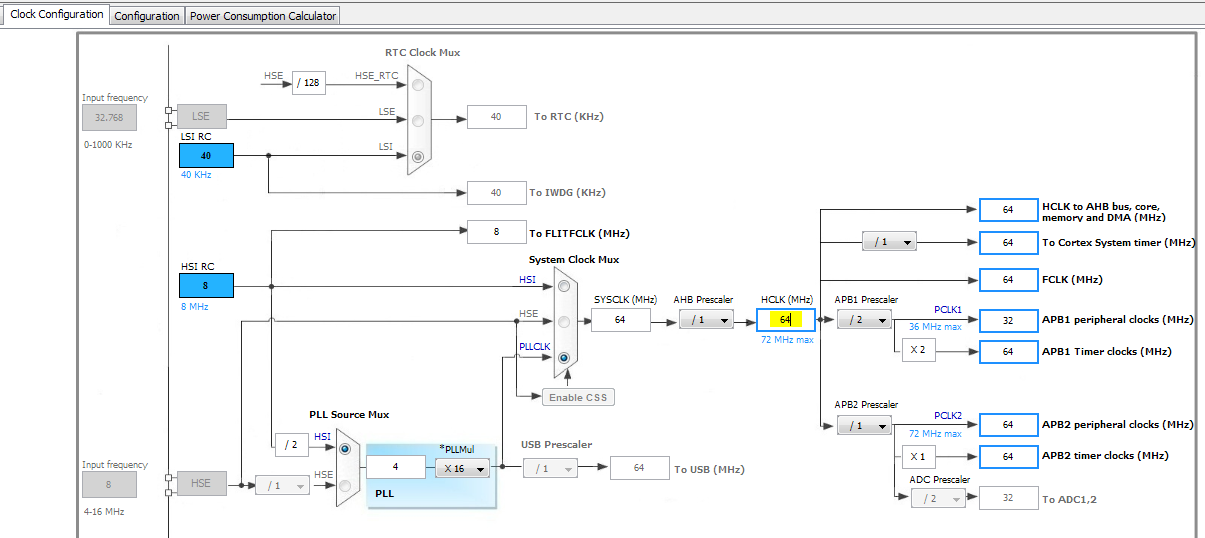 Clock Configuration
Configuration
Power Consumption Calculator
RTC Clock Mux
HSE
/ 128
HSE_RTC
Input frequency
32.768
0-1000 KHz
LSE
LSE
40
To RTC (KHz)
LSI RC
40
40 KHz
LSI
40
To IWDG (KHz)
8
To FLITFCLK (MHz)
HSI RC
8
8 MHz
System Clock Mux
HSI
HSE
PLLCLK
SYSCLK (MHz)
64
AHB Prescaler
/ 1
HCLK (MHz)
64
72 MHz max
Enable CSS
64
HCLK to AHB bus, core,
memory and DMA (MHz)
/ 1
64
To Cortex System timer (MHz)
64
FCLK (MHz)
APB1 Prescaler
/ 2
PCLK1
36 MHz max
32
APB1 peripheral clocks (MHz)
X 2
64
APB1 Timer clocks (MHz)
APB2 Prescaler
/ 1
PCLK2
72 MHz max
64
APB2 peripheral clocks (MHz)
X 1
64
APB2 timer clocks (MHz)
ADC Prescaler
/ 2
32
To ADC1,2
PLL Source Mux
/ 2
HSI
HSE
4
*PLLMul
X 16
PLL
USB Prescaler
/ 1
64
To USB (MHz)
Input frequency
8
4-16 MHz
HSE
/ 1